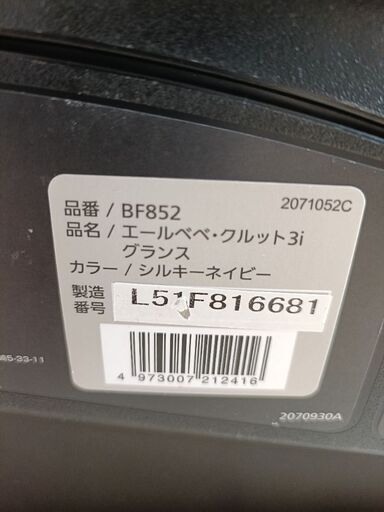 2071052C
品番 / BF852
品名 / エールベベ・クルット3i
グランス
カラー / シルキーネイビー
製造
番号
L51F816681
4 973007 212416
2070930A